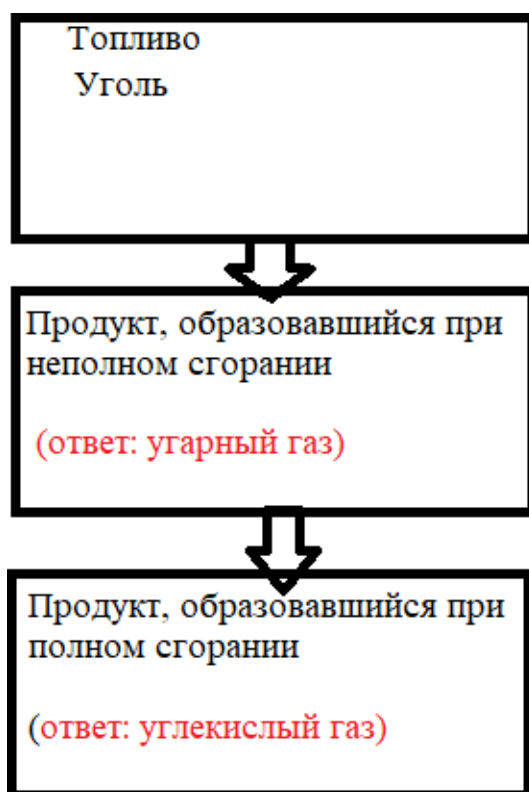 Топливо
Уголь
Продукт, образовавшийся при
неполном сгорании
(ответ: угарный газ)
Продукт, образовавшийся при
полном сгорании
(ответ: углекислый газ)